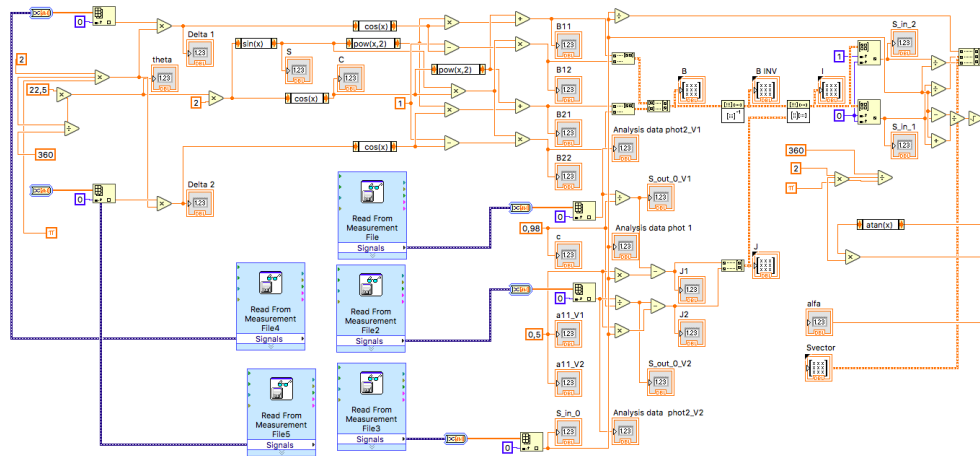 0
2
22,5
360
0
π
Delta 1
theta
sin(x)
S
C
cos(x)
2
cos(x)
pow(x,2)
pow(x,2)
cos(x)
1
Delta 2
B11
B12
B21
B22
Read From
Measurement
File
Signals
Read From
Measurement
File4
Signals
Read From
Measurement
File2
Signals
Read From
Measurement
File5
Signals
Read From
Measurement
File3
Signals
0
0,98
c
0
0,5
a11_V1
a11_V2
S_in_0
0
Analysis data phot2_V1
S_out_0_V1
Analysis data phot 1
J1
J2
S_out_0_V2
Analysis data phot2_V2
B
B INV
I
J
1
0
S_in_2
S_in_1
360
2
π
atan(x)
alfa
Svector